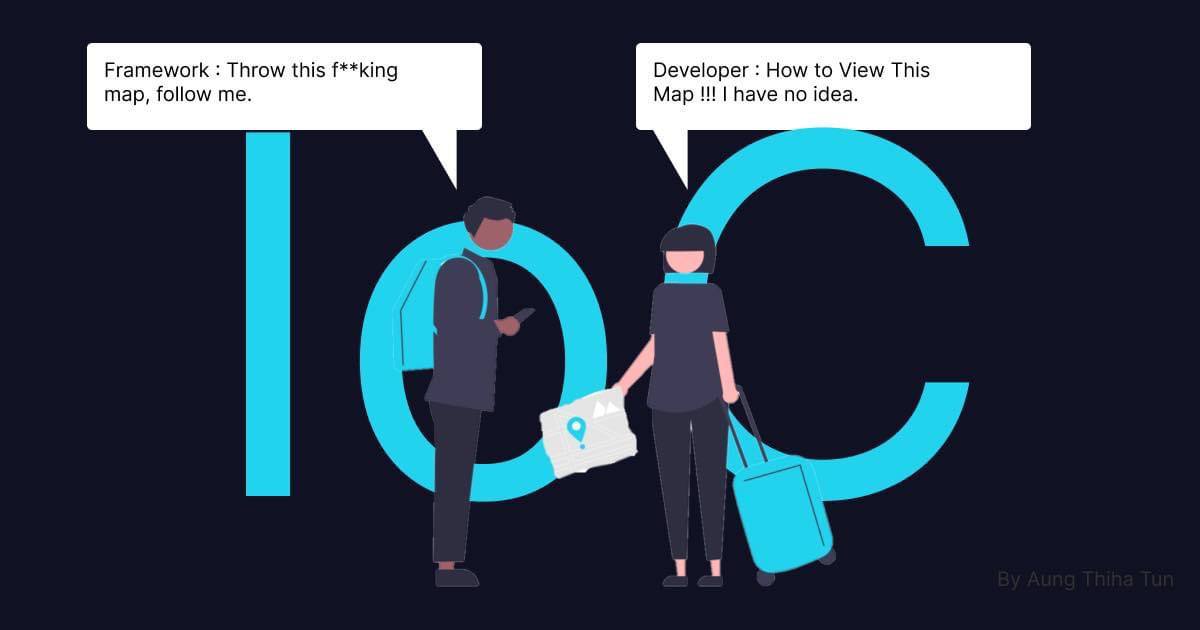 Framework : Throw this f**king
map, follow me.
Developer : How to View This
Map !!! I have no idea.
IoC
By Aung Thiha Tun